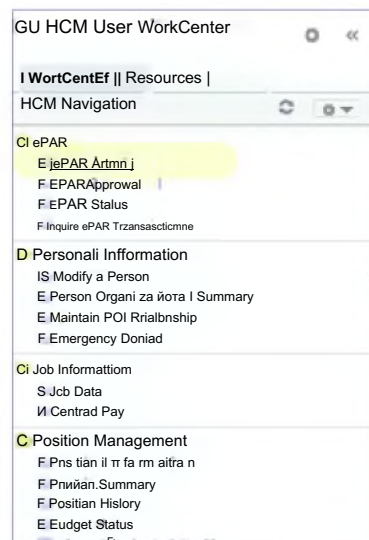 GU HCM User WorkCenter
I WortCentEf || Resources |
HCM Navigation
Cl ePAR
E jePAR Årtmn j
F EPARApprowal
F ePAR Status
F Inquire ePAR Trzansascticmne
D Personali Infformation
IS Modify a Person
E Person Organi za йота I Summary
E Maintain POI Rrialbnship
F Emergency Doniad
Ci Job Informattiom
S Jcb Data
И Centrad Pay
C Position Management
F Pns tian il π fa rm aitra n
F Pпийап.Summary
F Positian Hislory
E Eudget Status